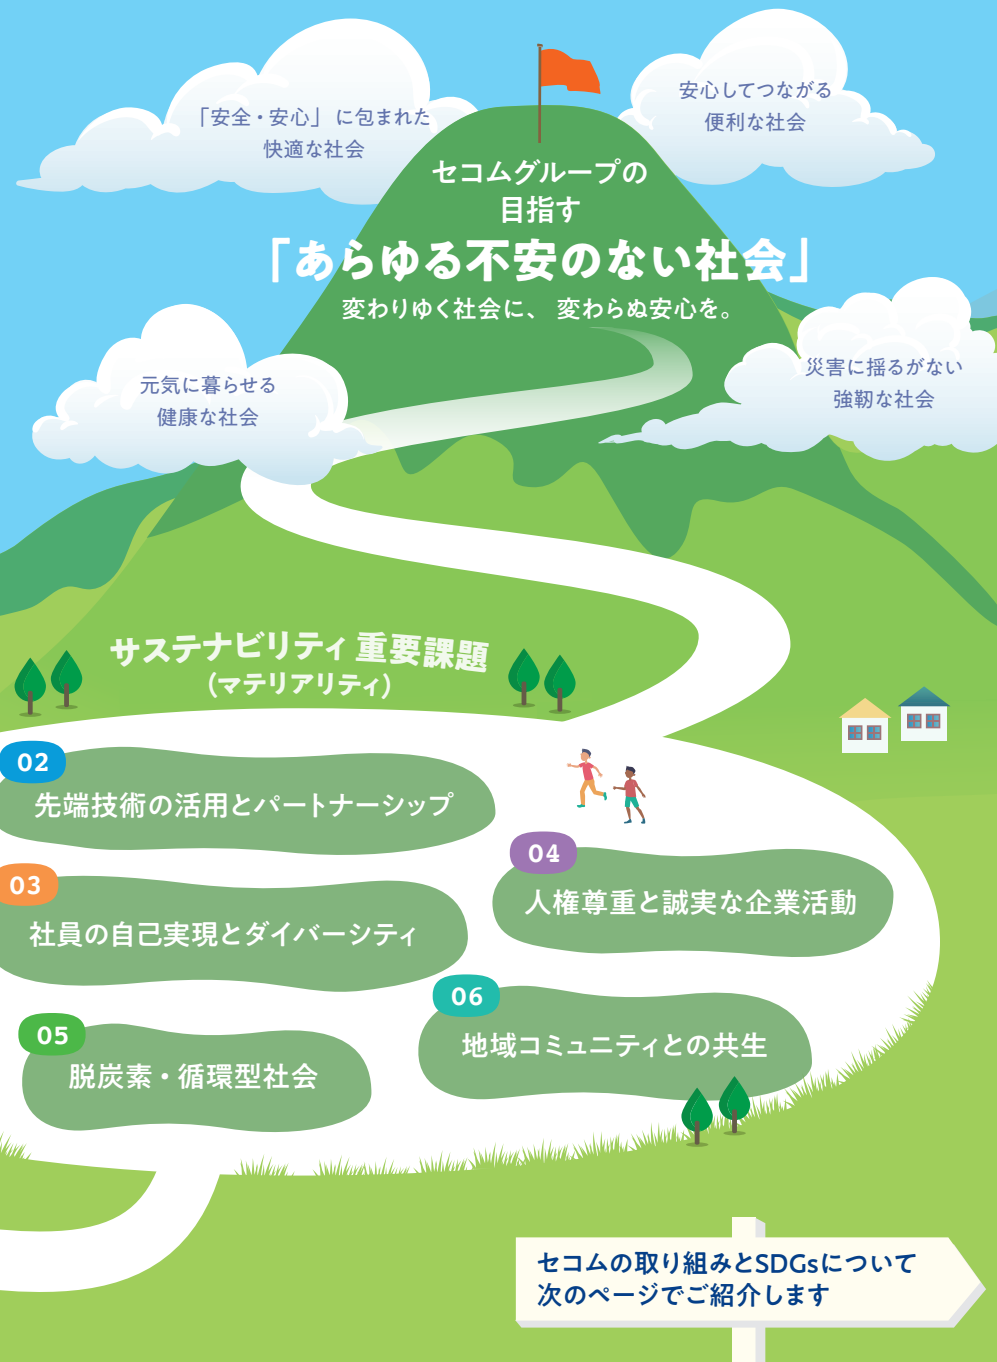 「安全・安心」に包まれた
快適な社会
安心してつながる
便利な社会
セコムグループの
目指す
「あらゆる不安のない社会」
変わりゆく社会に、変わらぬ安心を。
元気に暮らせる
健康な社会
災害に揺るがない
強靭な社会
サステナビリティ重要課題
(マテリアリティ)
02
先端技術の活用とパートナーシップ
03
社員の自己実現とダイバーシティ
04
人権尊重と誠実な企業活動
05
脱炭素・循環型社会
06
地域コミュニティとの共生
セコムの取り組みとSDGsについて
次のページでご紹介します